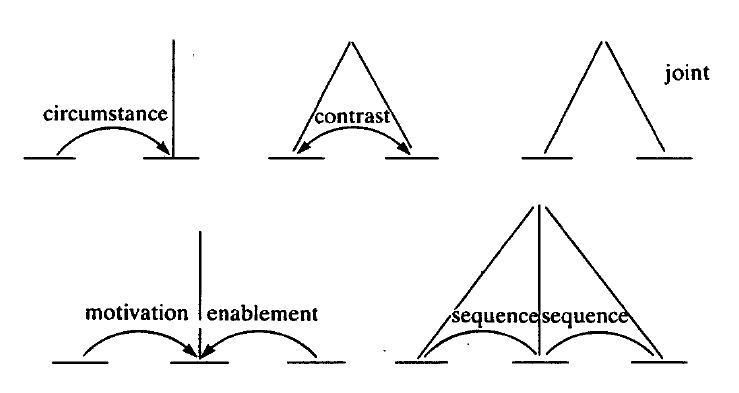 joint
circumstance
contrast
motivation enablement
sequence sequence